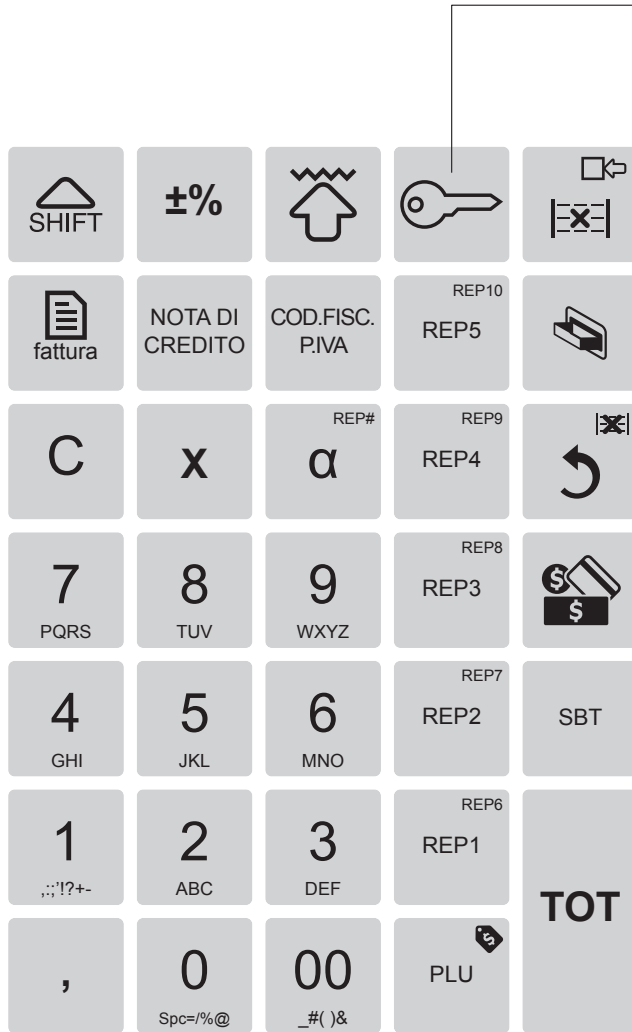 SHIFT
±%
fattura
NOTA DI
CREDITO
COD.FISC.
P.IVA
REP10
REP5
C
x
REP#
α
REP9
REP4
7
PQRS
8
TUV
9
WXYZ
REP8
REP3
$
$
4
GHI
5
JKL
6
MNO
REP7
REP2
SBT
1
,:;'!?+-
2
ABC
3
DEF
REP6
REP1
TOT
,
0
Spc=/%@
00
_#( )&
$
PLU